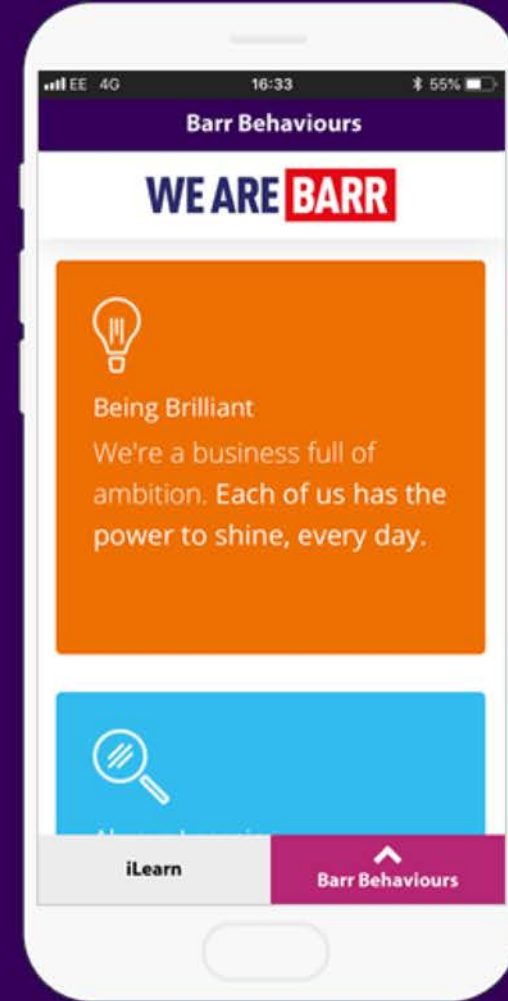 EE 4G 16:33 55%
Barr Behaviours
WE ARE BARR
Being Brilliant
We're a business full of
ambition. Each of us has the
power to shine, every day.
iLearn
Barr Behaviours